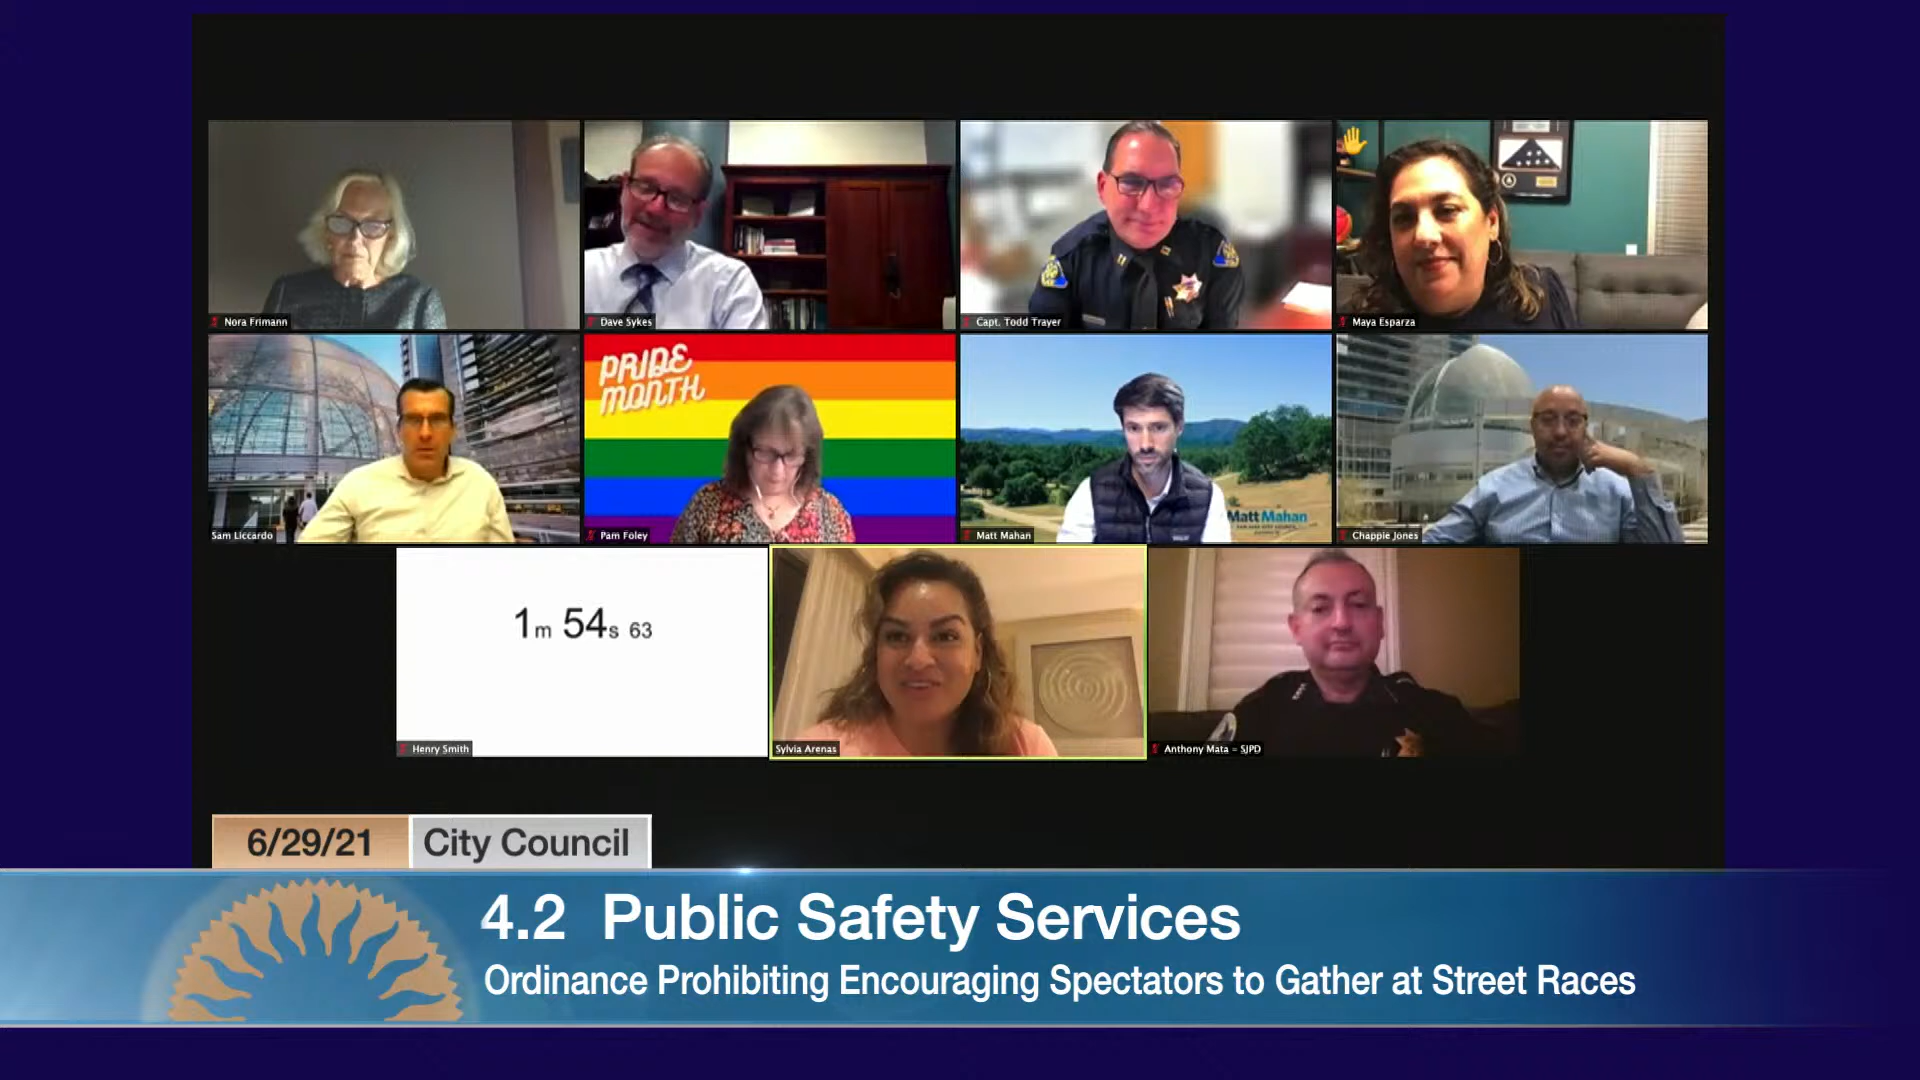 Nora Frimann
Dave Sykes
Capt. Todd Trayer
Maya Esparza
PRIDE
MONTH
Matt Mahan
Sam Liccardo
Pam Foley
Matt Mahan
Chappie Jones
1m 54s 63
Henry Smith
Sylvia Arenas
Anthony Mata - SJPD
6/29/21
City Council
4.2 Public Safety Services
Ordinance Prohibiting Encouraging Spectators to Gather at Street Races